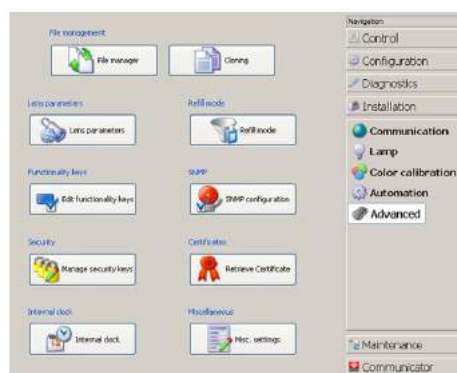 File management
File manager
Cloning
Lens parameters
Refill mode
Lens parameters
Refill mode
Functionality keys
SNMP
Edit functionality keys
SNMP configuration
Security
Certificates
Manage security keys
Retrieve Certificate
Internal clock
Miscellaneous
Internal clock
Misc. settings
Navigation
Control
Configuration
Diagnostics
Installation
Communication
Lamp
Color calibration
Automation
Advanced
Maintenance
Communicator